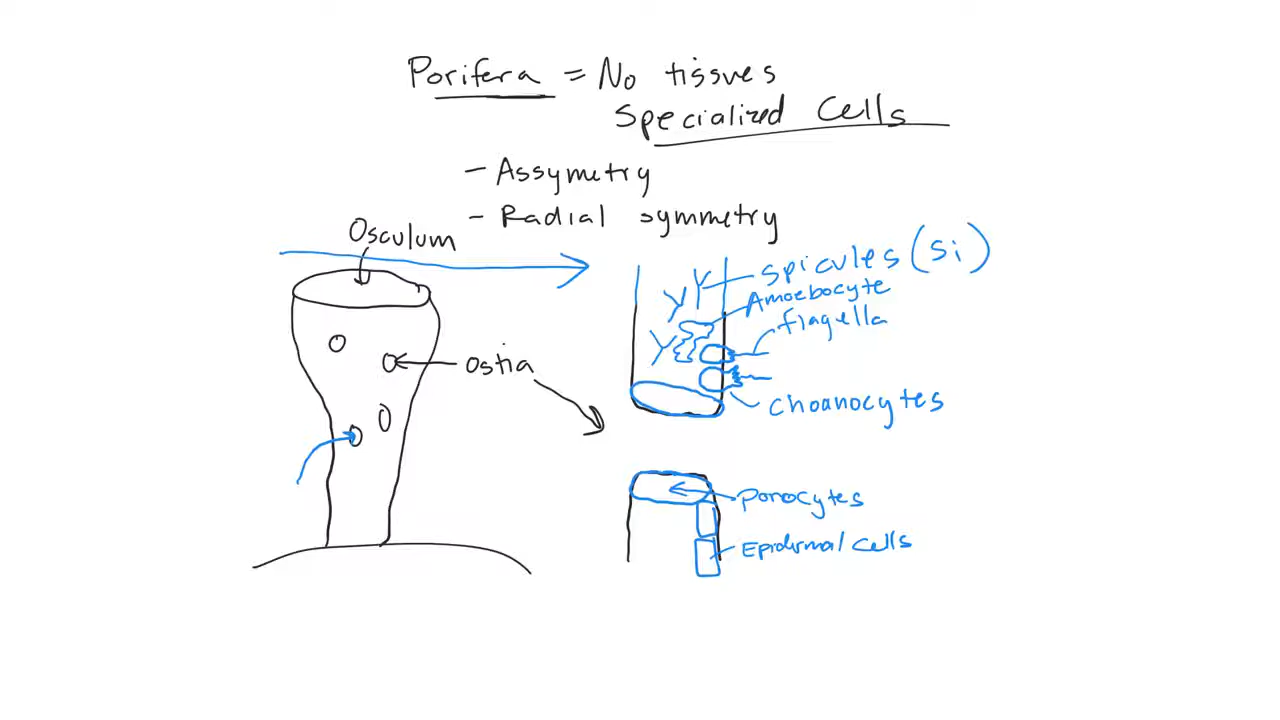 Porifera = No tissues
Specialized Cells
- Assymetry
- Radial symmetry
Osculum
Ostia
Spicules (Si)
Amoebocyte
flagella
Choanocytes
Porocytes
Epidermal cells